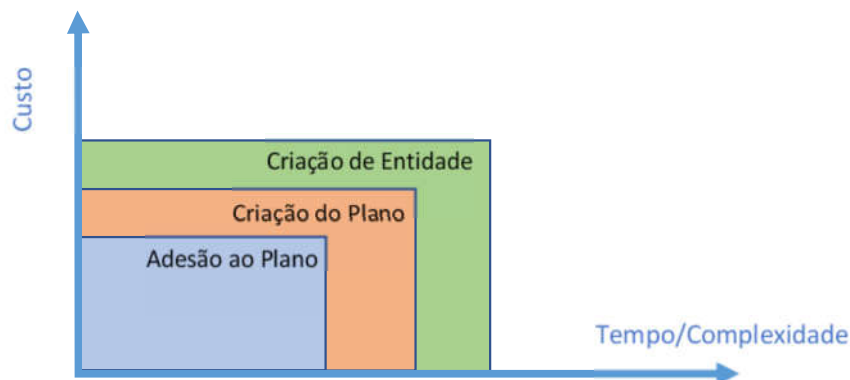 Custo
Criação de Entidade
Criação do Plano
Adesão ao Plano
Tempo/Complexidade